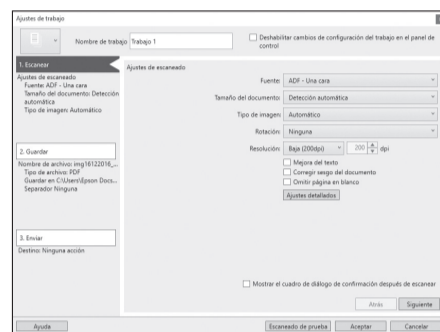 Ajustes de trabajo
Nombre de trabajo Trabajo 1
Deshabilitar cambios de configuración del trabajo en el panel de
control
1. Escanear
Ajustes de escaneado
Fuente: ADF - Una cara
Tamaño del documento: Detección
automática
Tipo de imagen: Automático
2. Guardar
Nombre de archivo: img16122016_...
Tipo de archivo: PDF
Guardar en C:\Users\Epson Docs...
Separador Ninguna
3. Enviar
Destino: Ninguna acción
Ajustes de escaneado
Fuente: ADF - Una cara
Tamaño del documento: Detección automática
Tipo de imagen: Automático
Rotación: Ninguna
Resolución: Baja (200dpi) 200 dpi
Mejora del texto
Corregir sesgo del documento
Omitir página en blanco
Ajustes detallados
Mostrar el cuadro de diálogo de confirmación después de escanear
Atrás Siguiente
Ayuda Escaneado de prueba Aceptar Cancelar